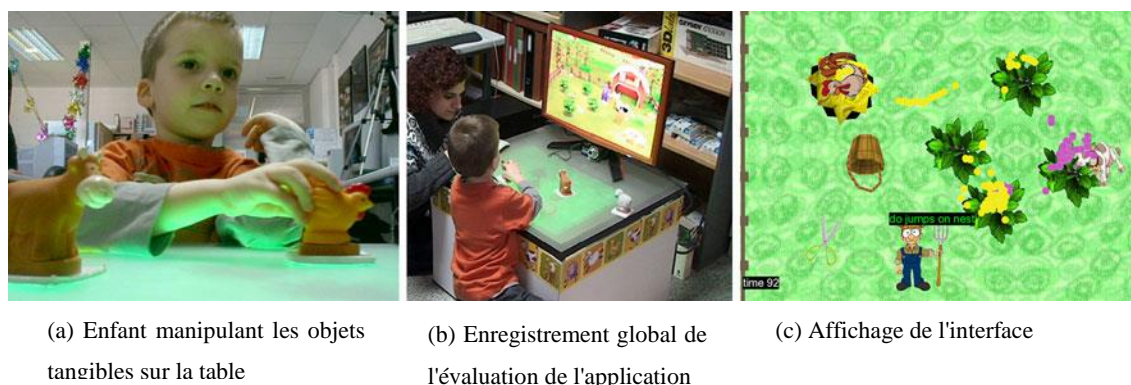 3D
do jumps on nest
time 92
(a) Enfant manipulant les objets
tangibles sur la table
(b) Enregistrement global de
l'évaluation de l'application
(c) Affichage de l'interface